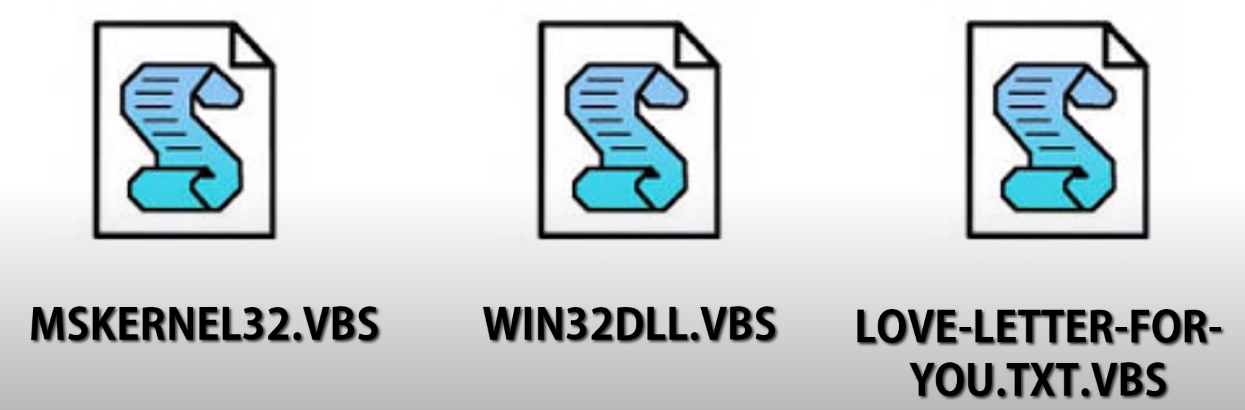 MSKERNEL32.VBS
WIN32DLL.VBS
LOVE-LETTER-FOR-
YOU.TXT.VBS